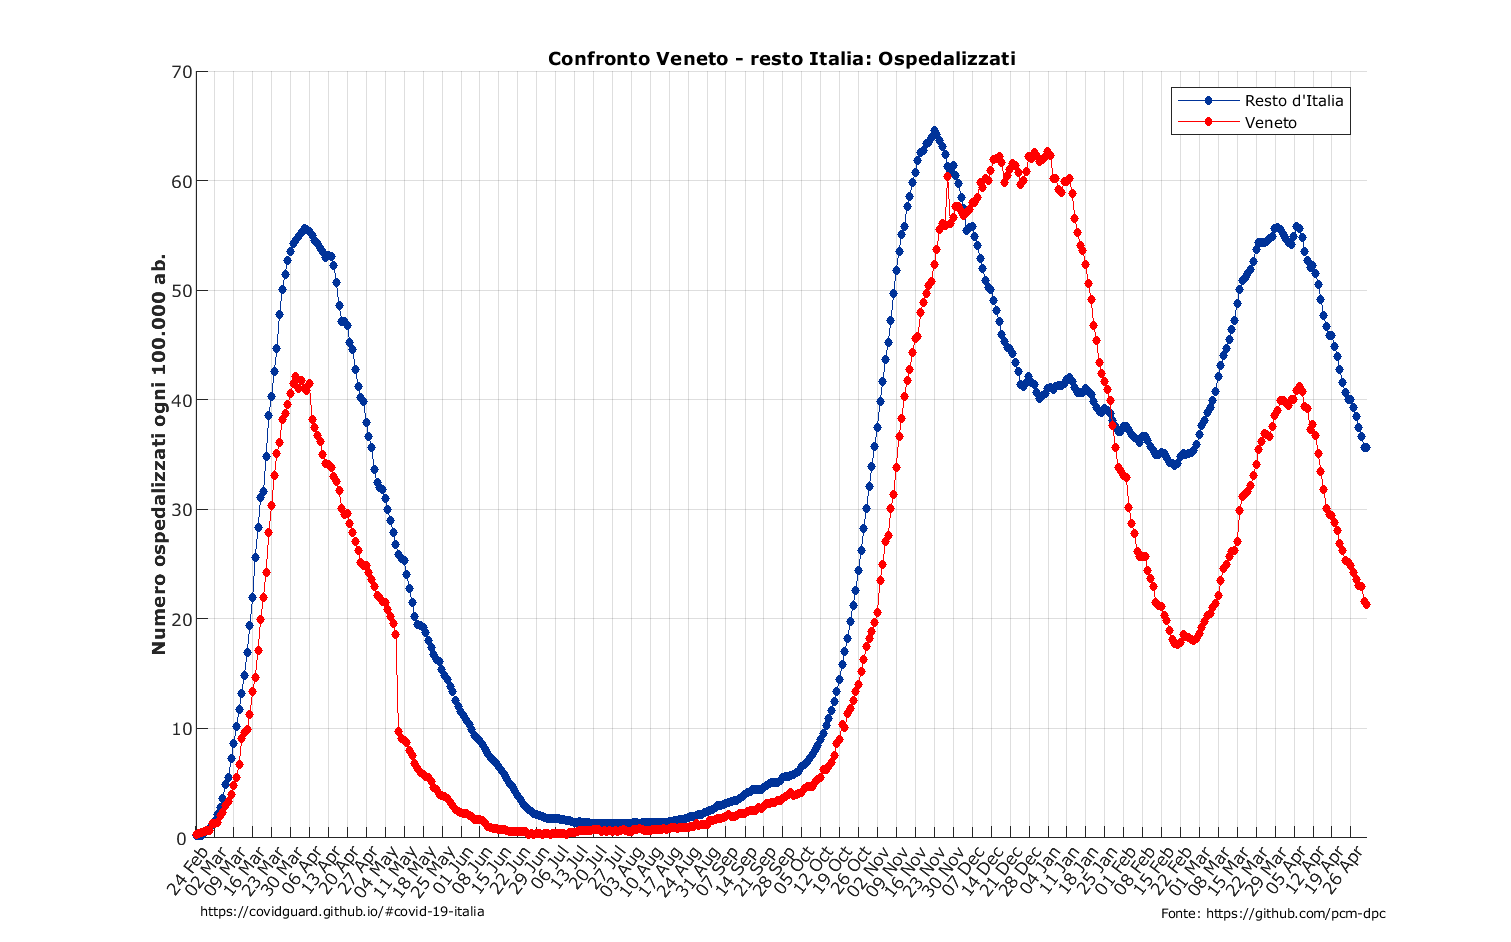 Confronto Veneto - resto Italia: Ospedalizzati
Resto d'Italia
Veneto
Numero ospedalizzati ogni 100.000 ab.
70
60
50
40
30
20
10
0
24 Feb
02 Mar
09 Mar
16 Mar
23 Mar
30 Mar
06 Apr
13 Apr
20 Apr
27 Apr
04 May
11 May
18 May
25 May
01 Jun
08 Jun
15 Jun
22 Jun
29 Jun
06 Jul
13 Jul
20 Jul
27 Jul
03 Aug
10 Aug
17 Aug
24 Aug
31 Aug
07 Sep
14 Sep
21 Sep
28 Sep
05 Oct
12 Oct
19 Oct
26 Oct
02 Nov
09 Nov
16 Nov
23 Nov
30 Nov
07 Dec
14 Dec
21 Dec
28 Dec
04 Jan
11 Jan
18 Jan
25 Jan
01 Feb
08 Feb
15 Feb
22 Feb
01 Mar
08 Mar
15 Mar
22 Mar
29 Mar
05 Apr
12 Apr
19 Apr
26 Apr
https://covidguard.github.io/#covid-19-italia
Fonte: https://github.com/pcm-dpc